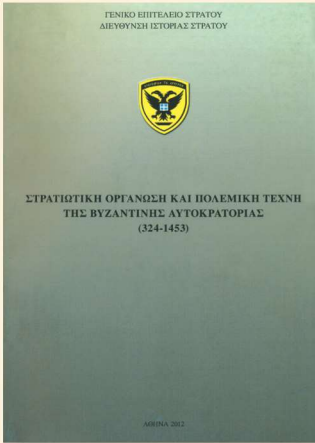 ΓΕΝΙΚΟ ΕΠΙΤΕΛΕΙΟ ΣΤΡΑΤΟΥ
ΔΙΕΥΘΥΝΣΗ ΙΣΤΟΡΙΑΣ ΣΤΡΑΤΟΥ
ΣΤΡΑΤΙΩΤΙΚΗ ΟΡΓΑΝΩΣΗ ΚΑΙ ΠΟΛΕΜΙΚΗ ΤΕΧΝΗ
ΤΗΣ ΒΥΖΑΝΤΙΝΗΣ ΑΥΤΟΚΡΑΤΟΡΙΑΣ
(324-1453)
ΑΘΗΝΑ 2012